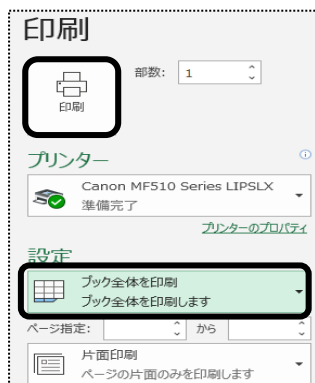 印刷
部数: 1
印刷
プリンター
Canon MF510 Series LIPSLX
準備完了
プリンターのプロパティ
設定
ブック全体を印刷
ブック全体を印刷します
ページ指定: から
片面印刷
ページの片面のみを印刷します